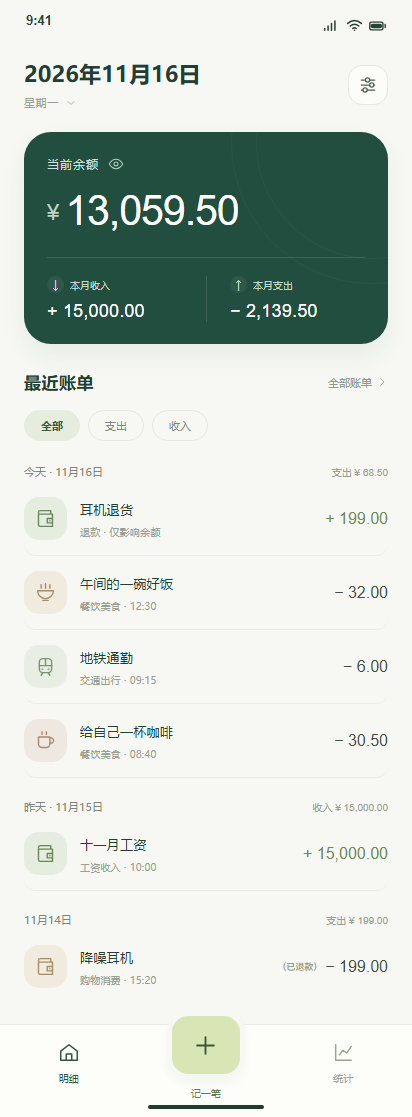 9:41
2026年11月16日
星期一
当前余额
¥ 13,059.50
↓ 本月收入
↑ 本月支出
+ 15,000.00
− 2,139.50
最近账单
全部账单
全部 支出 收入
今天 · 11月16日 支出 ¥ 68.50
耳机退货
退款 · 仅影响余额
+ 199.00
午间的一碗好饭
餐饮美食 · 12:30
− 32.00
地铁通勤
交通出行 · 09:15
− 6.00
给自己一杯咖啡
餐饮美食 · 08:40
− 30.50
昨天 · 11月15日 收入 ¥ 15,000.00
十一月工资
工资收入 · 10:00
+ 15,000.00
11月14日 支出 ¥ 199.00
降噪耳机
购物消费 · 15:20
(已退款) − 199.00
明细
记一笔
统计